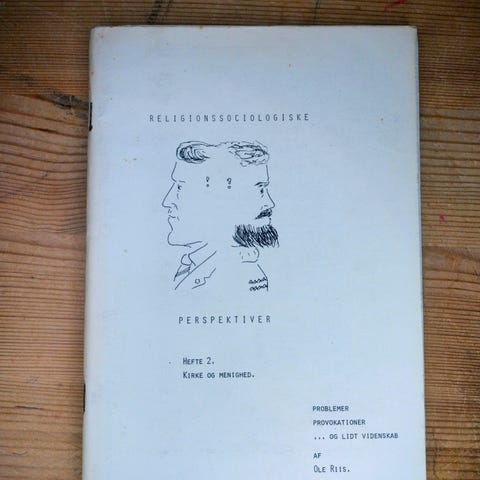 RELIGIONSSOCIOLOGISKE
! !
PERSPEKTIVER
HEFTE 2.
KIRKE OG MENIGHED.
PROBLEMER
PROVOKATIONER
... OG LIDT VIDENSKAB
AF
OLE RIIS.